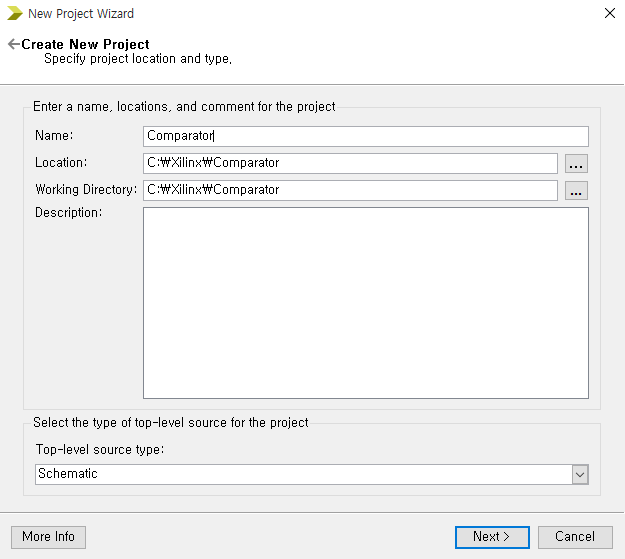 New Project Wizard
Create New Project
Specify project location and type.
Enter a name, locations, and comment for the project
Name: Comparator
Location: C:₩Xilinx₩Comparator ...
Working Directory: C:₩Xilinx₩Comparator ...
Description:
Select the type of top-level source for the project
Top-level source type:
Schematic
More Info Next > Cancel